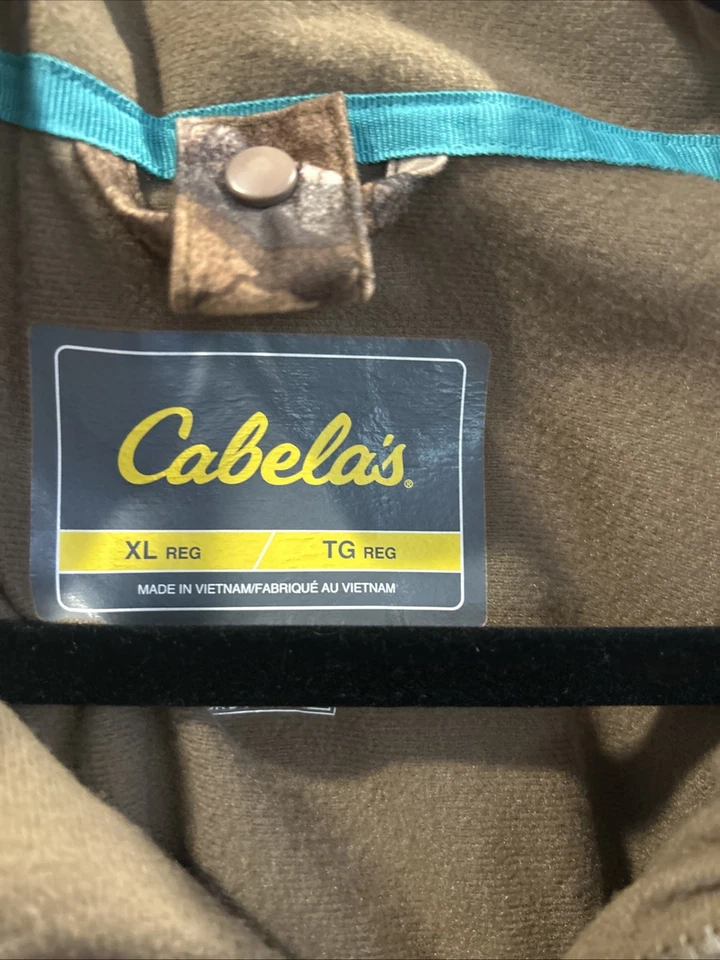 Cabela's®
XL REG / TG REG
MADE IN VIETNAM/FABRIQUÉ AU VIETNAM